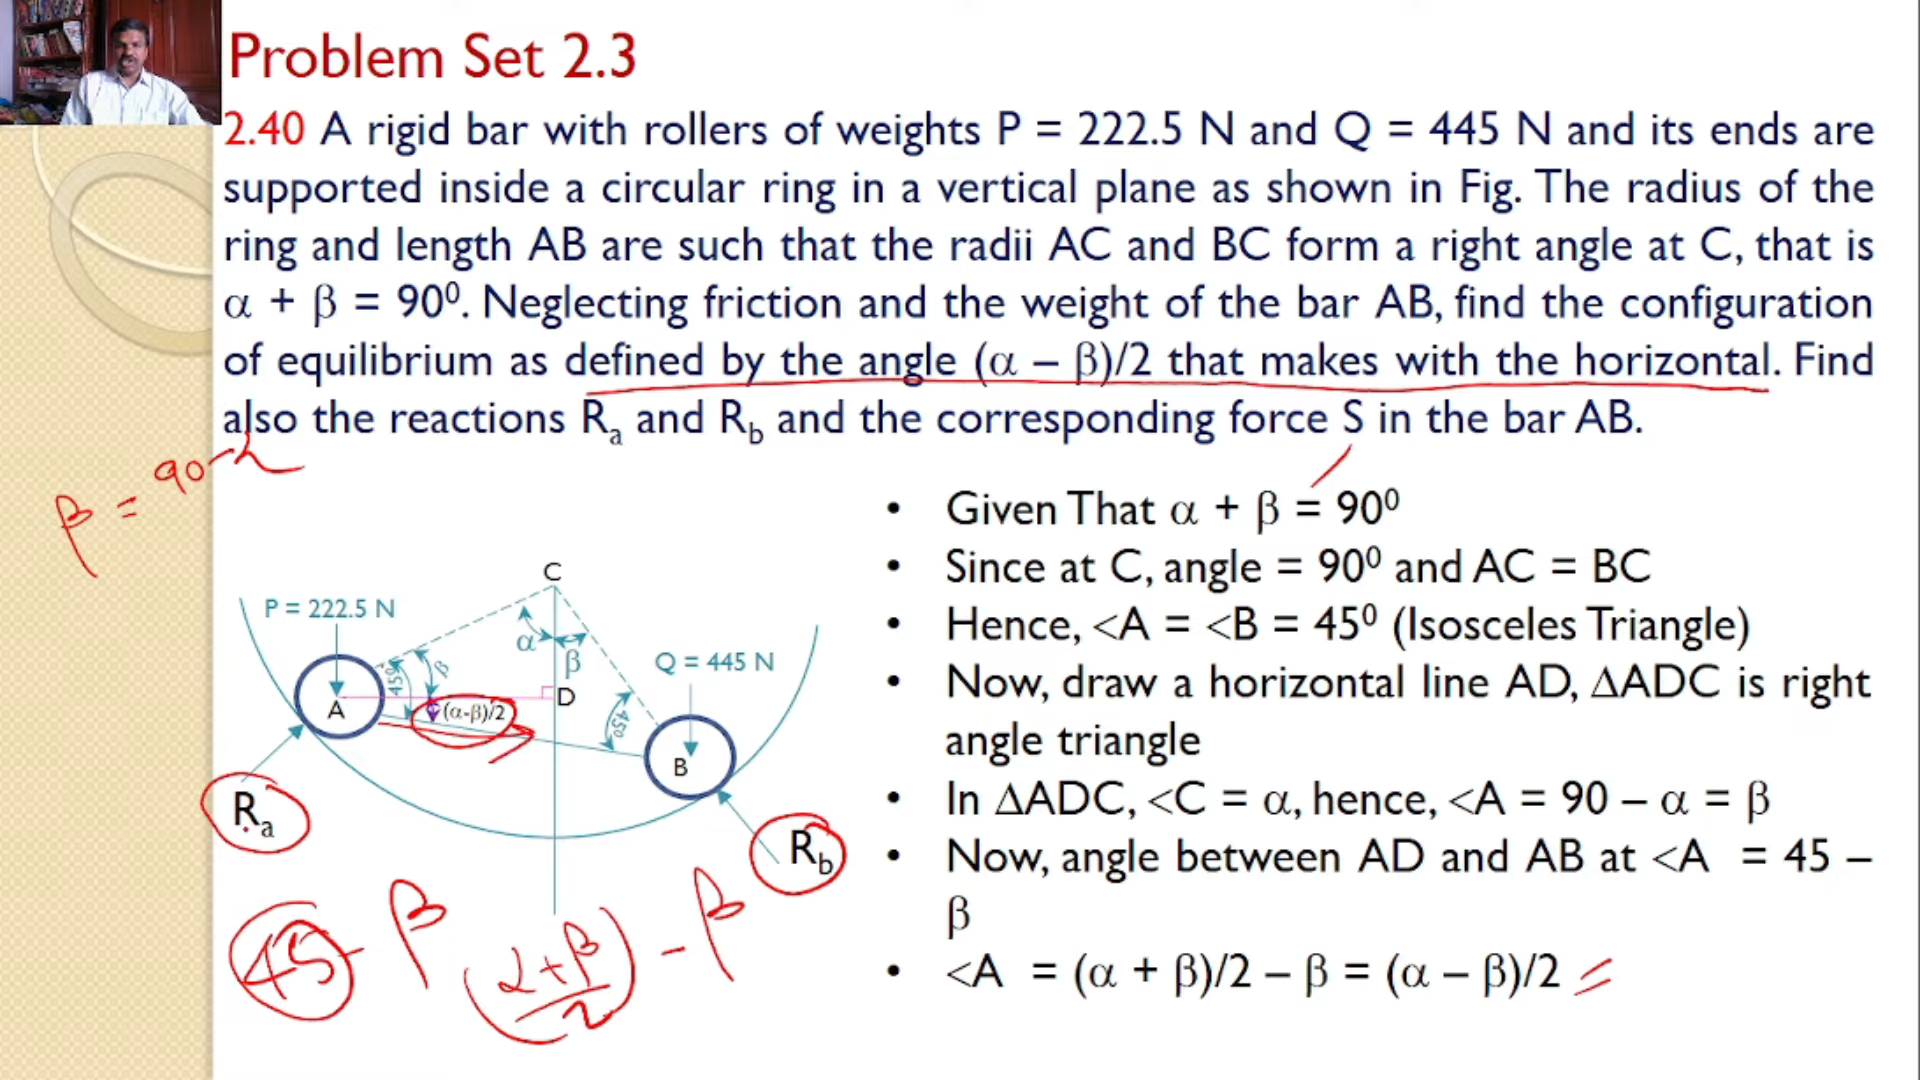 Problem Set 2.3
2.40 A rigid bar with rollers of weights P = 222.5 N and Q = 445 N and its ends are
supported inside a circular ring in a vertical plane as shown in Fig. The radius of the
ring and length AB are such that the radii AC and BC form a right angle at C, that is
α + β = 90⁰. Neglecting friction and the weight of the bar AB, find the configuration
of equilibrium as defined by the angle (α – β)/2 that makes with the horizontal. Find
also the reactions Rₐ and R_b and the corresponding force S in the bar AB.
β = 90-α
• Given That α + β = 90⁰
• Since at C, angle = 90⁰ and AC = BC
• Hence, <A = <B = 45⁰ (Isosceles Triangle)
• Now, draw a horizontal line AD, ΔADC is right
angle triangle
• In ΔADC, <C = α, hence, <A = 90 – α = β
• Now, angle between AD and AB at <A = 45 –
β
• <A = (α + β)/2 – β = (α – β)/2
C
P = 222.5 N
α
β
45⁰
β
Q = 445 N
D
A
(α-β)/2
45⁰
B
Rₐ
R_b
45 - β
(α+β/2) - β